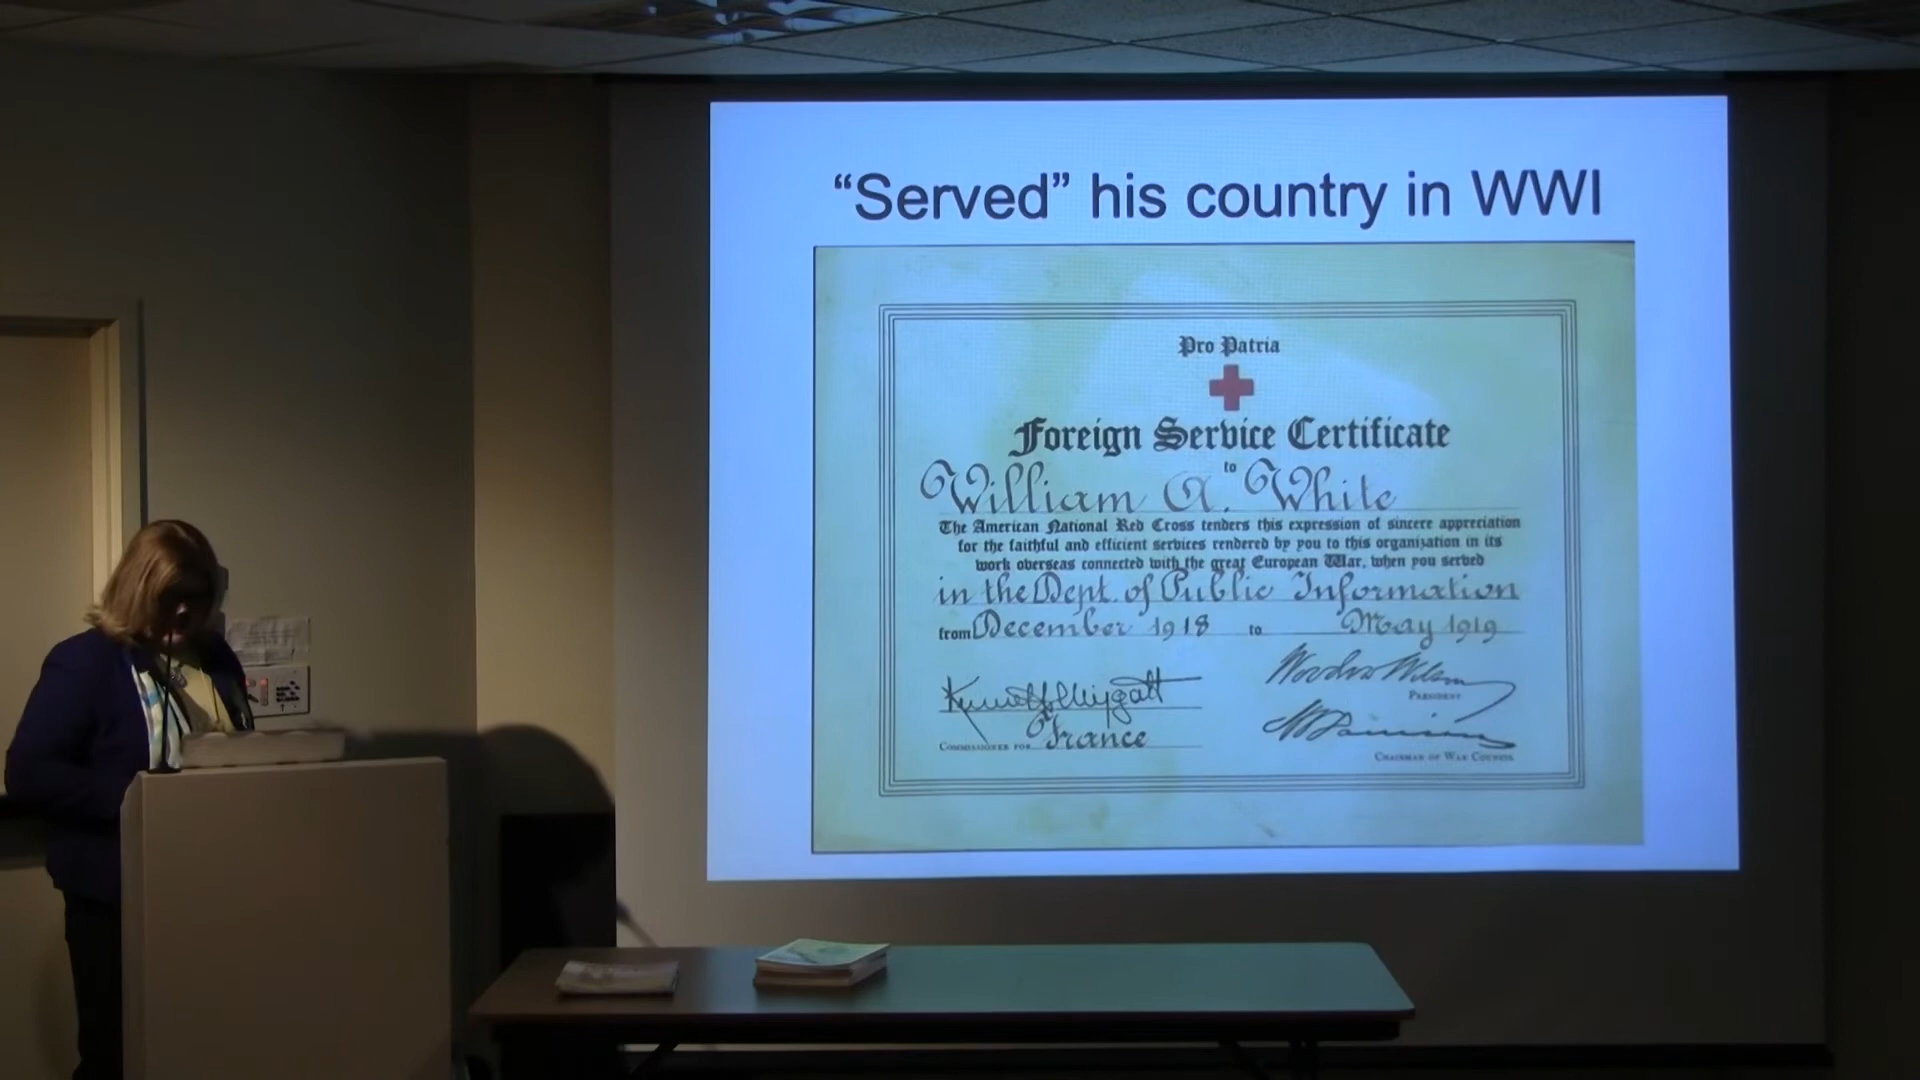 “Served” his country in WWI
Pro Patria
Foreign Service Certificate
to
William A. White
The American National Red Cross tenders this expression of sincere appreciation
for the faithful and efficient services rendered by you to this organization in its
work overseas connected with the great European War, when you served
in the Dept. of Public Information
from December 1918 to May 1919
Woodrow Wilson
PRESIDENT
COMMISSIONER FOR France
CHAIRMAN OF WAR COUNCIL